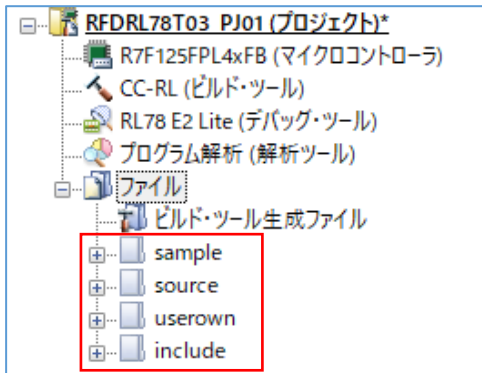 RFDRL78T03_PJ01 (プロジェクト)*
R7F125FPL4xFB (マイクロコントローラ)
CC-RL (ビルド・ツール)
RL78 E2 Lite (デバッグ・ツール)
プログラム解析 (解析ツール)
ファイル
ビルド・ツール生成ファイル
sample
source
userown
include